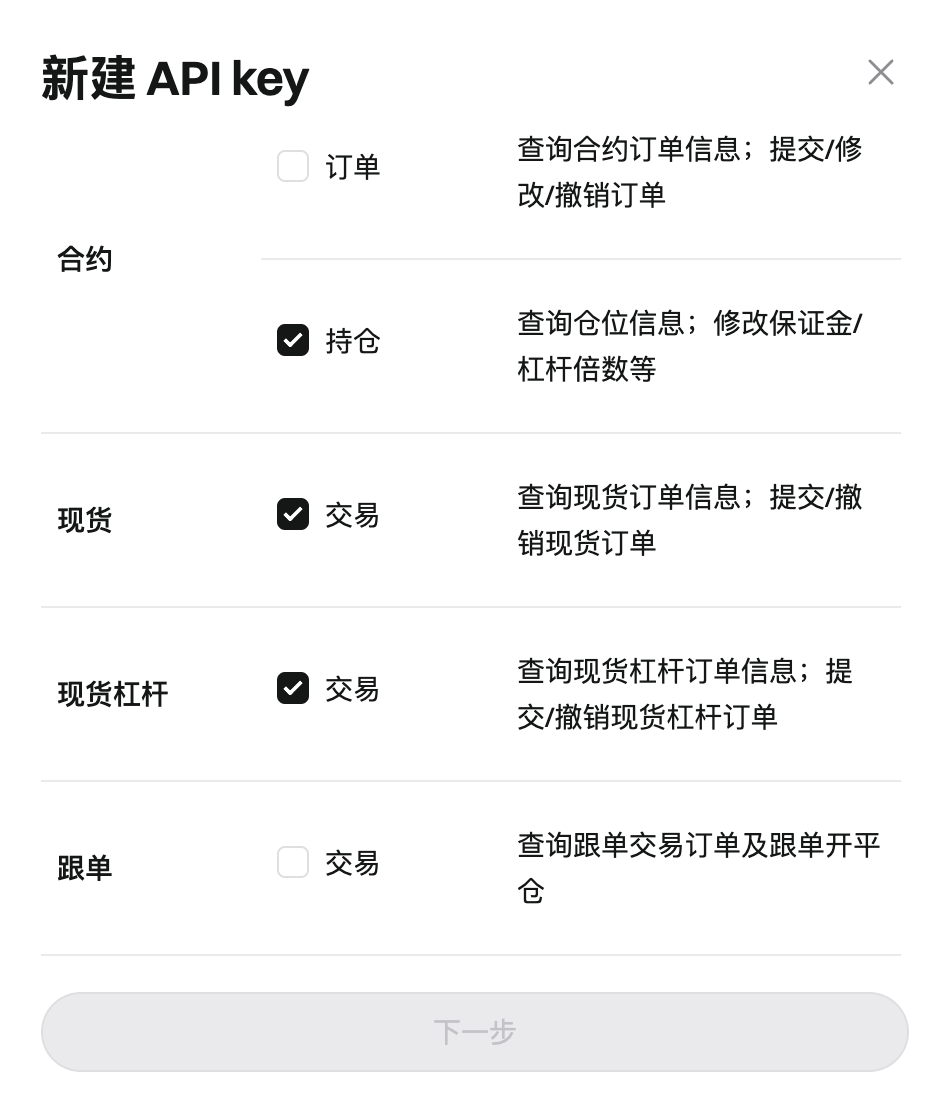 新建 API key
订单
查询合约订单信息；提交/修
改/撤销订单
合约
持仓
查询仓位信息；修改保证金/
杠杆倍数等
现货
交易
查询现货订单信息；提交/撤
销现货订单
现货杠杆
交易
查询现货杠杆订单信息；提
交/撤销现货杠杆订单
跟单
交易
查询跟单交易订单及跟单开平
仓
下一步